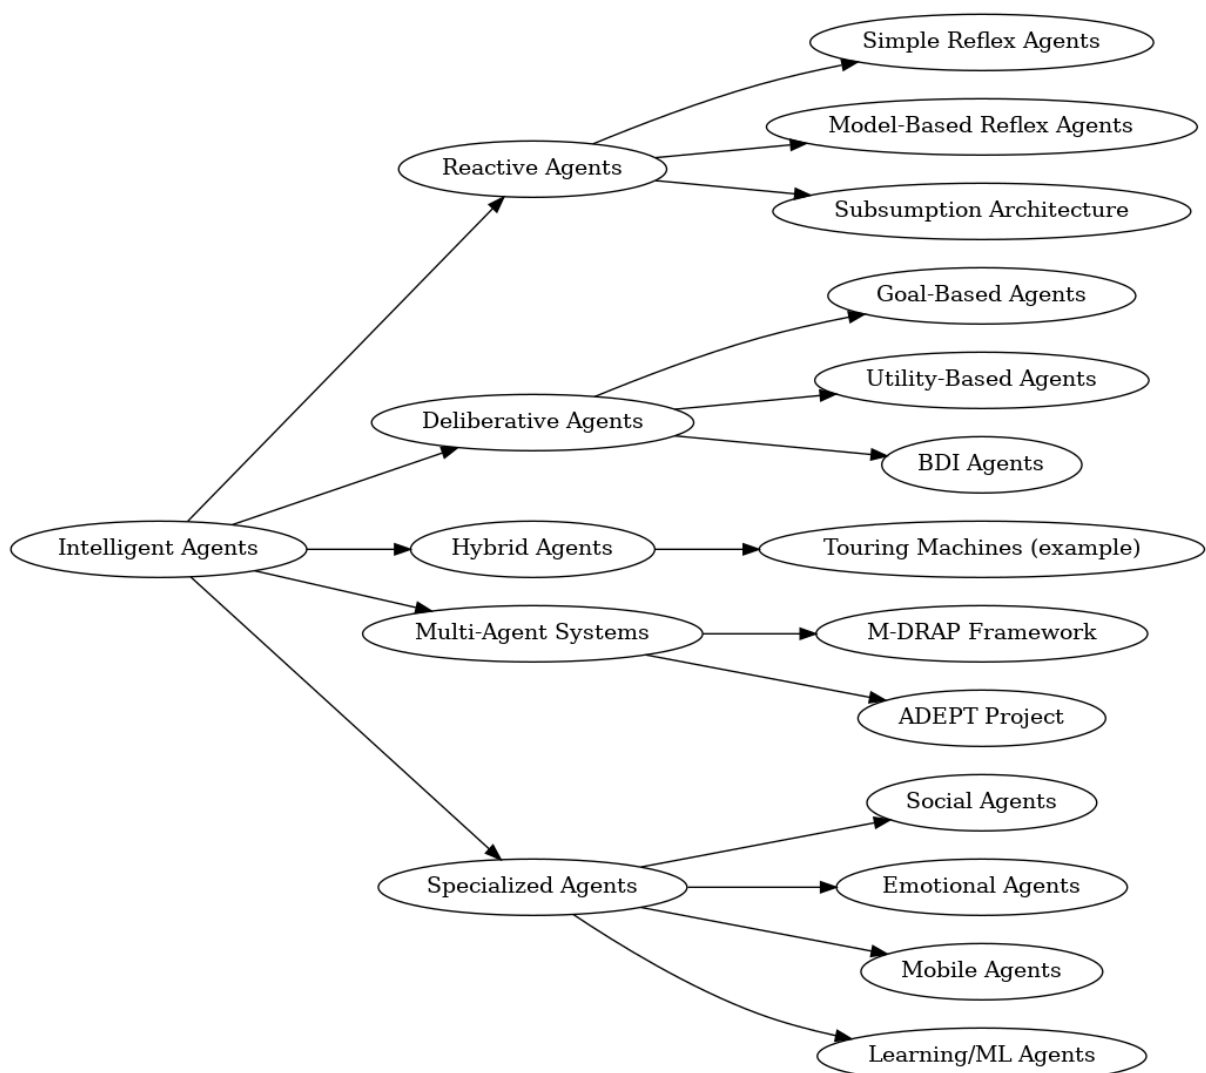 Simple Reflex Agents
Model-Based Reflex Agents
Reactive Agents
Subsumption Architecture
Goal-Based Agents
Utility-Based Agents
Deliberative Agents
BDI Agents
Intelligent Agents
Hybrid Agents
Touring Machines (example)
Multi-Agent Systems
M-DRAP Framework
ADEPT Project
Social Agents
Specialized Agents
Emotional Agents
Mobile Agents
Learning/ML Agents